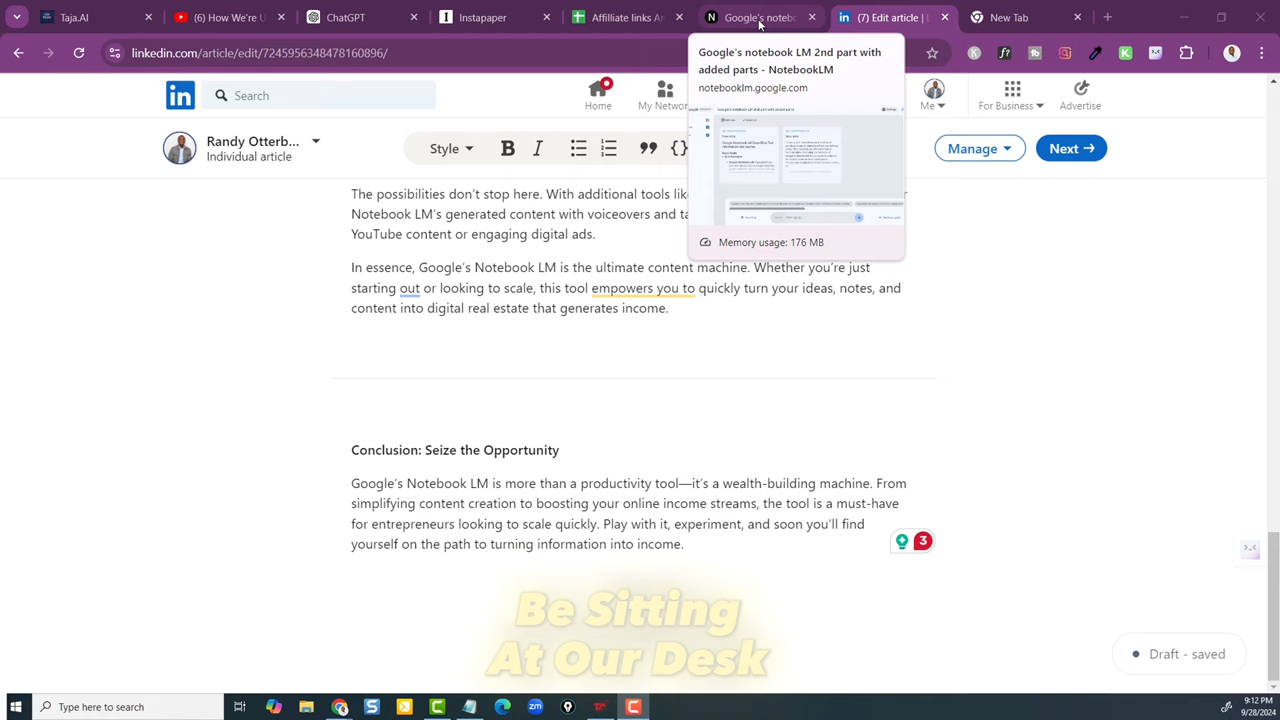 Taja.AI
(6) How We're U
ChatGPT
Instapaper
Affilliate links Ar
Google's noteb
(7) Edit article | L
New Tab
linkedin.com/article/edit/7245956348478160896/
Google's notebook LM 2nd part with
added parts - NotebookLM
notebooklm.google.com
Memory usage: 176 MB
Search
Home
My Networ
Me
For Business
Advertise
Randy Otten...
Individual article
Style
B
Manage
Next
The possibilities don't stop here. With additional tools lik
Notebook LM's generated content with voiceovers and ta
YouTube content or engaging digital ads.
In essence, Google's Notebook LM is the ultimate content machine. Whether you're just
starting out or looking to scale, this tool empowers you to quickly turn your ideas, notes, and
content into digital real estate that generates income.
Conclusion: Seize the Opportunity
Google's Notebook LM is more than a productivity tool—it's a wealth-building machine. From
simplifying content creation to boosting your online income streams, the tool is a must-have
for entrepreneurs looking to scale quickly. Play with it, experiment, and soon you'll find
yourself on the path to turning information into income.
3
Be Sitting
At Our Desk
Draft - saved
Type here to search
9:12 PM
9/28/2024